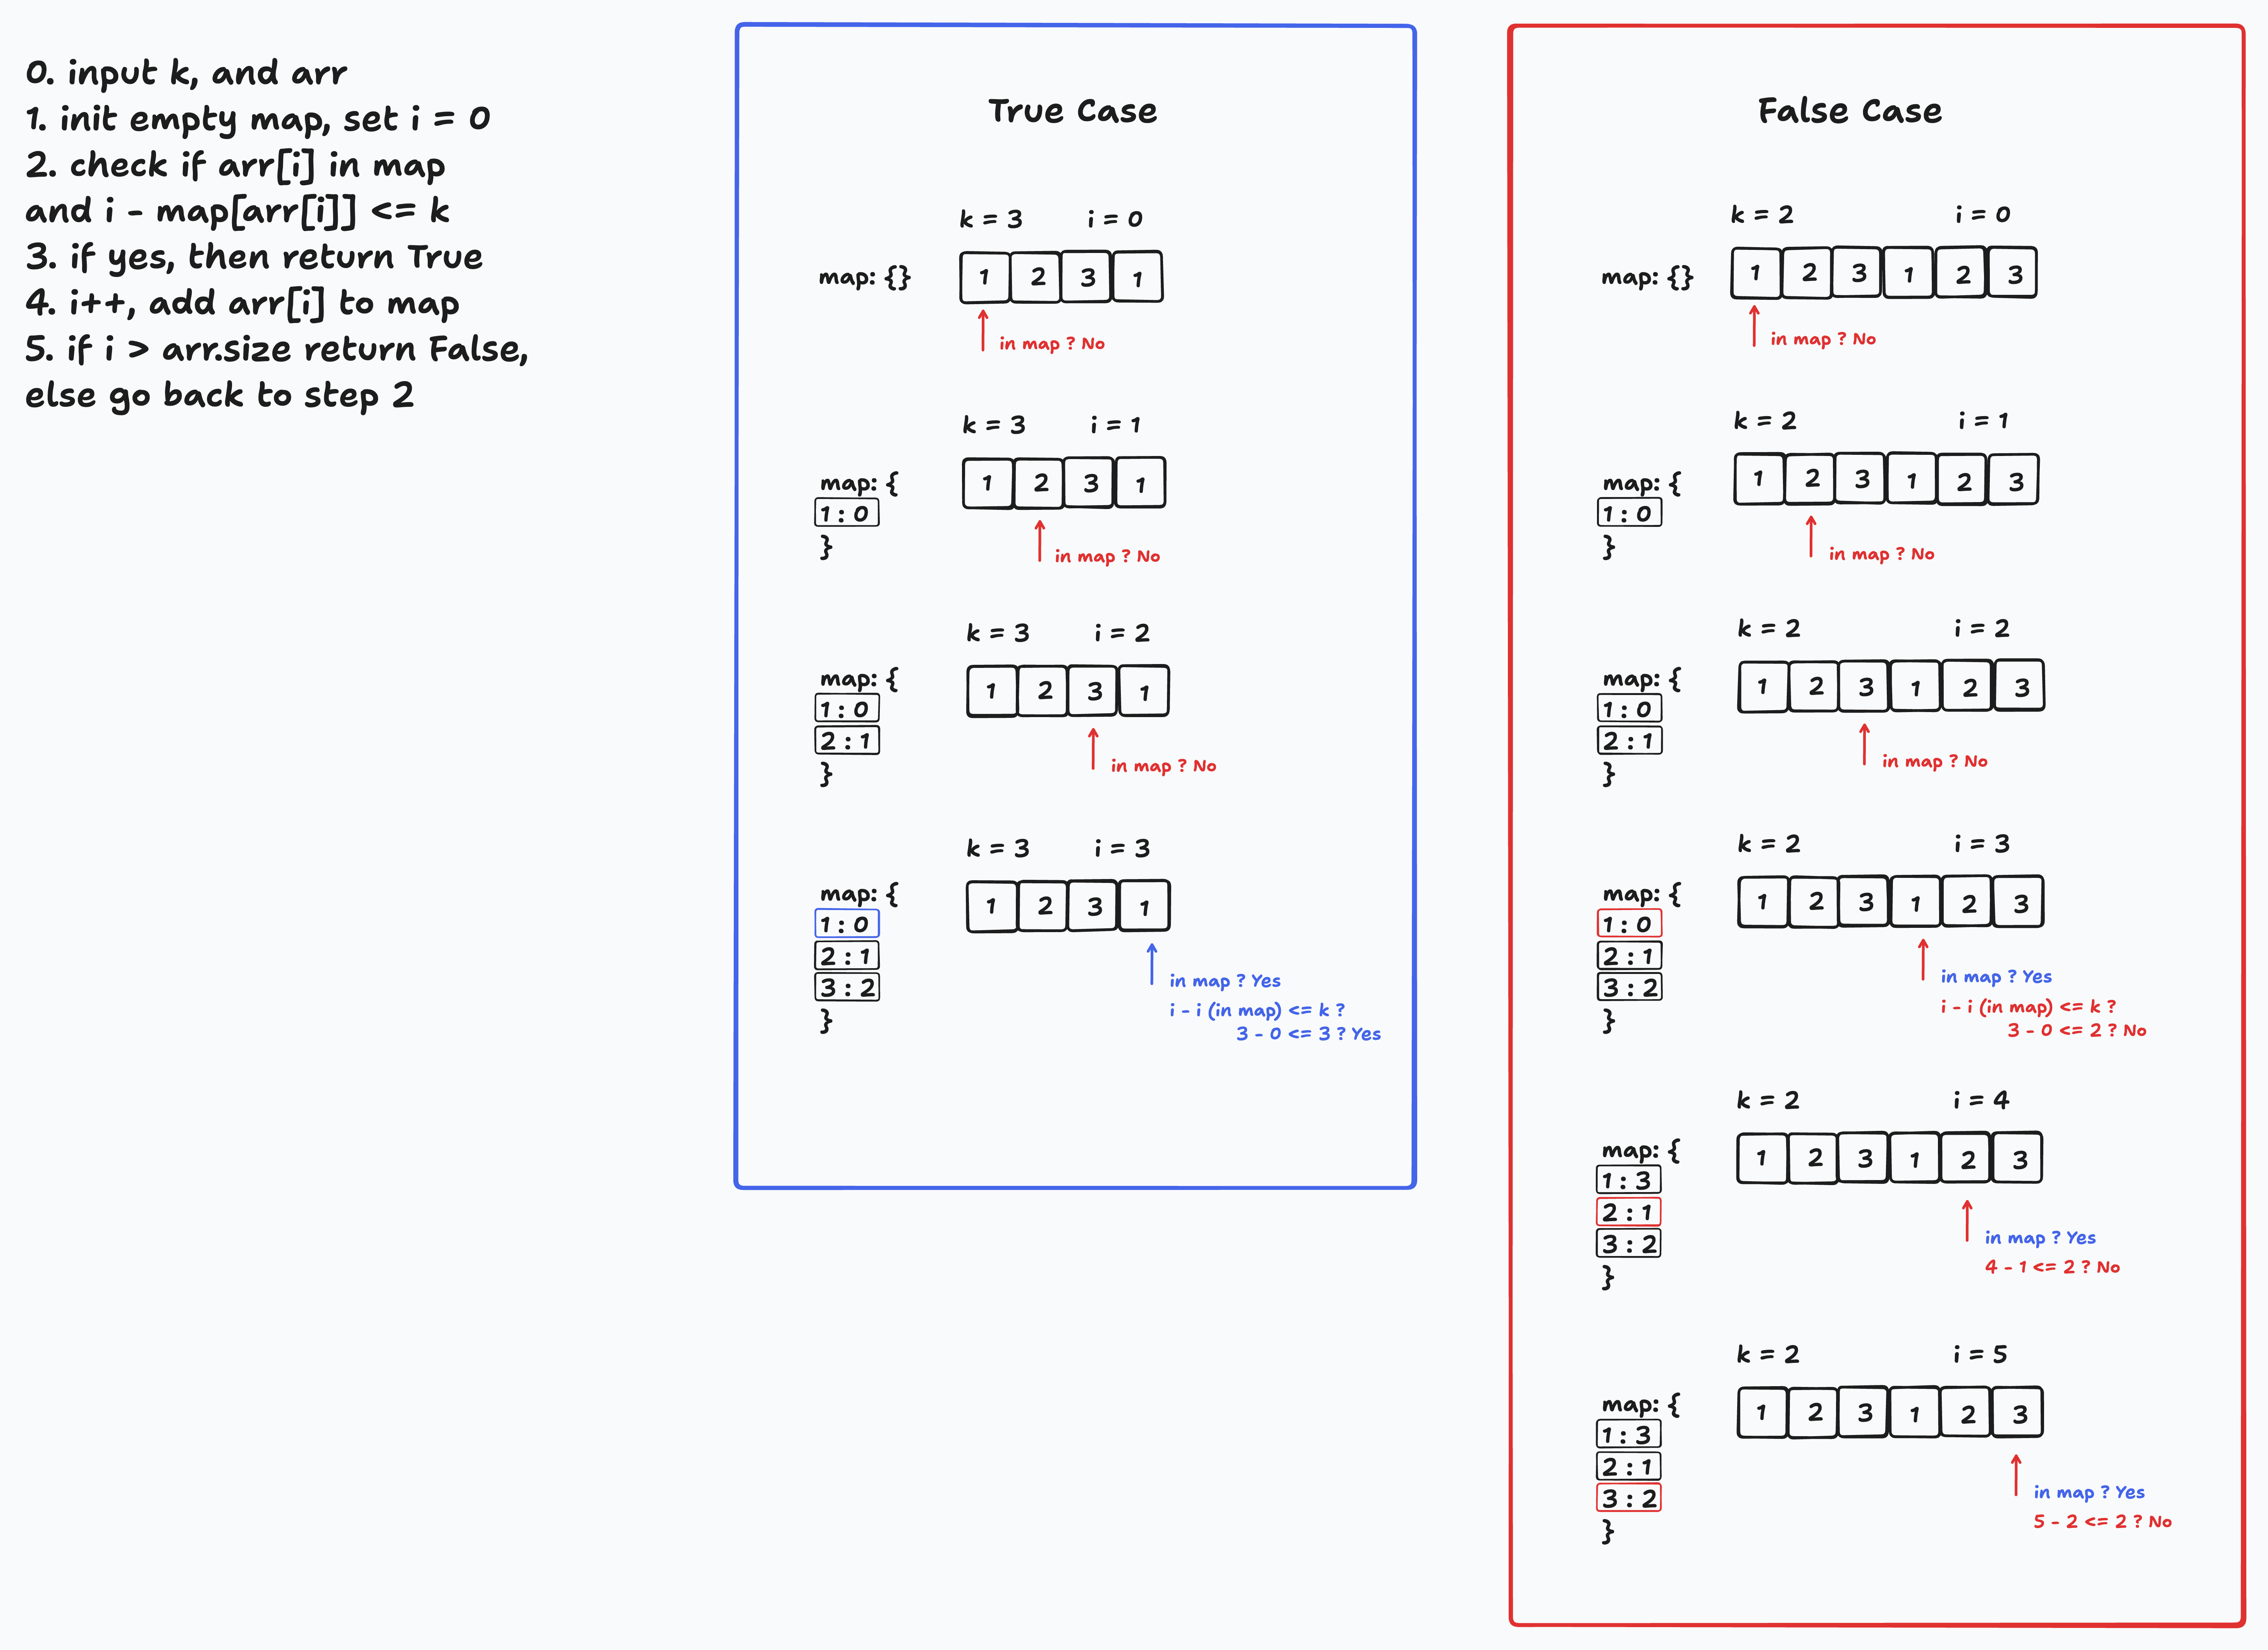 0. input k, and arr
1. init empty map, set i = 0
2. check if arr[i] in map
and i - map[arr[i]] <= k
3. if yes, then return True
4. i++, add arr[i] to map
5. if i > arr.size return False,
else go back to step 2
True Case
k = 3 i = 0
map: {} 1 2 3 1
in map ? No
k = 3 i = 1
map: { 1 2 3 1
1 : 0
}
in map ? No
k = 3 i = 2
map: { 1 2 3 1
1 : 0
2 : 1
}
in map ? No
k = 3 i = 3
map: { 1 2 3 1
1 : 0
2 : 1
3 : 2
}
in map ? Yes
i - i (in map) <= k ?
3 - 0 <= 3 ? Yes
False Case
k = 2 i = 0
map: {} 1 2 3 1 2 3
in map ? No
k = 2 i = 1
map: { 1 2 3 1 2 3
1 : 0
}
in map ? No
k = 2 i = 2
map: { 1 2 3 1 2 3
1 : 0
2 : 1
}
in map ? No
k = 2 i = 3
map: { 1 2 3 1 2 3
1 : 0
2 : 1
3 : 2
}
in map ? Yes
i - i (in map) <= k ?
3 - 0 <= 2 ? No
k = 2 i = 4
map: { 1 2 3 1 2 3
1 : 3
2 : 1
3 : 2
}
in map ? Yes
4 - 1 <= 2 ? No
k = 2 i = 5
map: { 1 2 3 1 2 3
1 : 3
2 : 1
3 : 2
}
in map ? Yes
5 - 2 <= 2 ? No